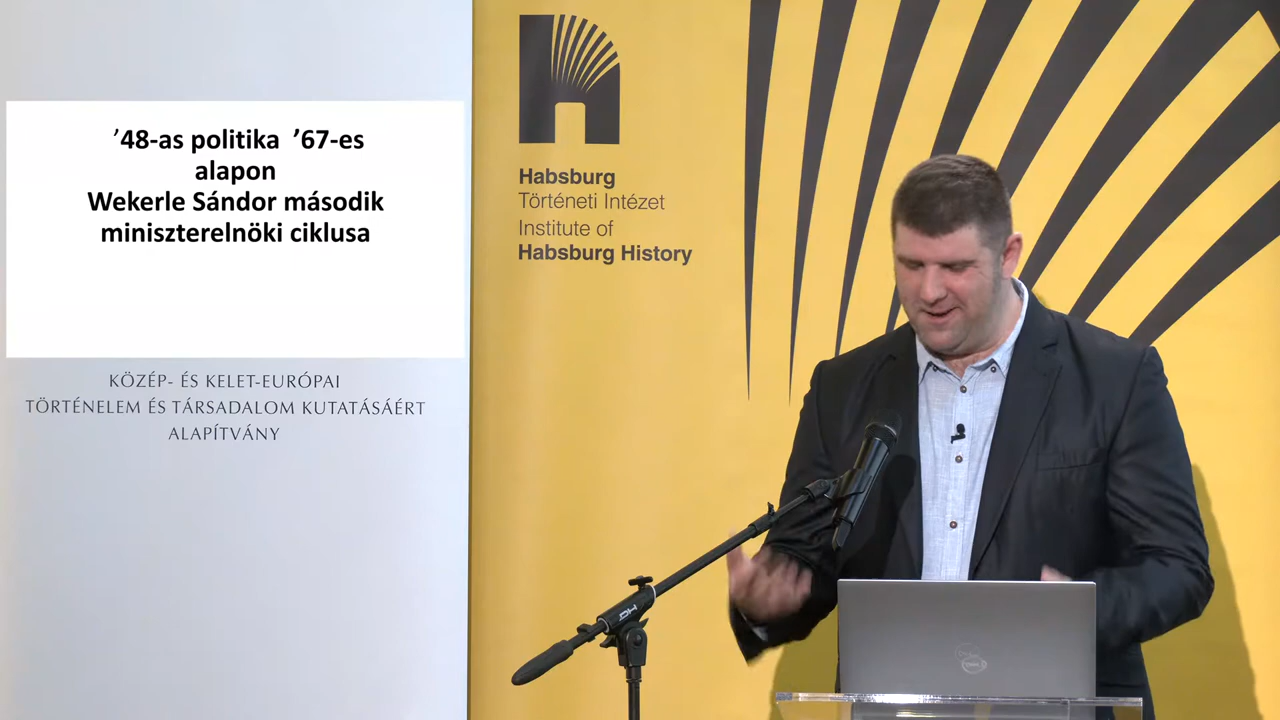 ’48-as politika ’67-es
alapon
Wekerle Sándor második
miniszterelnöki ciklusa
KÖZÉP- ÉS KELET-EURÓPAI
TÖRTÉNELEM ÉS TÁRSADALOM KUTATÁSÁÉRT
ALAPÍTVÁNY
Habsburg
Történeti Intézet
Institute of
Habsburg History